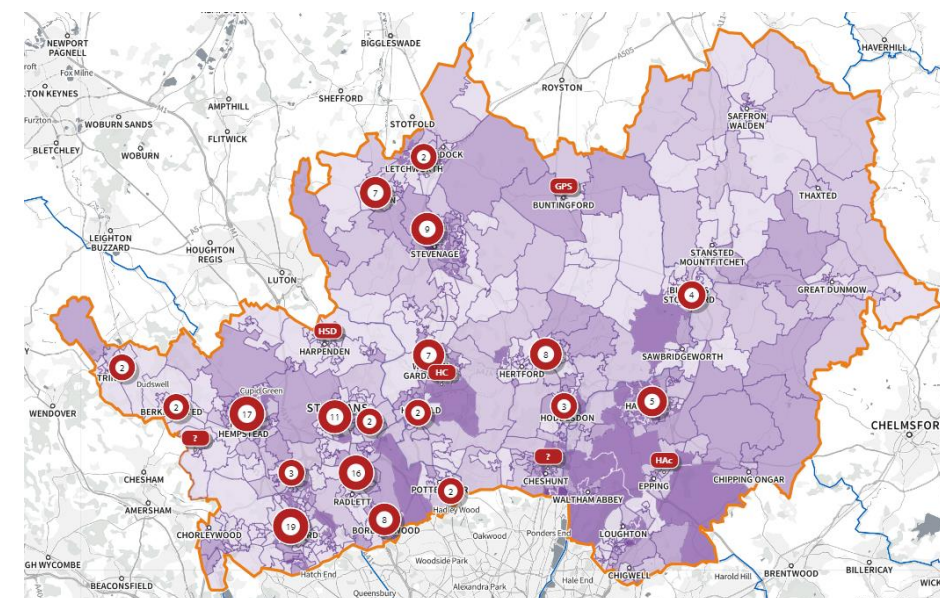 NEWPORT
PAGNELL
BIGGLESWADE
HAVERHILL
Fox Milne
A505
LTON KEYNES
SHEFFORD
ROYSTON
M1
AMPTHILL
STOTFOLD
SAFFRON
WALDEN
WOBURN SANDS
FLITWICK
BLETCHLEY
WOBURN
2
DOCK
LETCHWORTH
7
GPS
BUNTINGFORD
THAXTED
9
LEIGHTON
BUZZARD
A5
HOUGHTON
REGIS
STEVENAGE
STANSTED
MOUNTFITCHET
LUTON
4
GREAT DUNMOW
HSD
HARPENDEN
7
8
SAWBRIDGEWORTH
HC
HERTFORD
2
Dudswell
Cupid Green
WENDOVER
2
17
HEMPSTEAD
11
2
2
3
5
CHELMSFOR
?
?
HAc
CHESHAM
3
16
CHESHUNT
EPPING
CHIPPING ONGAR
2
RADLETT
WALTHAM ABBEY
AMERSHAM
Hadley Wood
19
8
CHORLEYWOOD
Oakwood
Ponders End
LOUGHTON
GH WYCOMBE
Hatch End
Woodside Park
CHIGWELL
Harold Hill
BRENTWOOD
BILLERICAY
BEACONSFIELD
Queensbury
Alexandra Park
Hale End
WICK